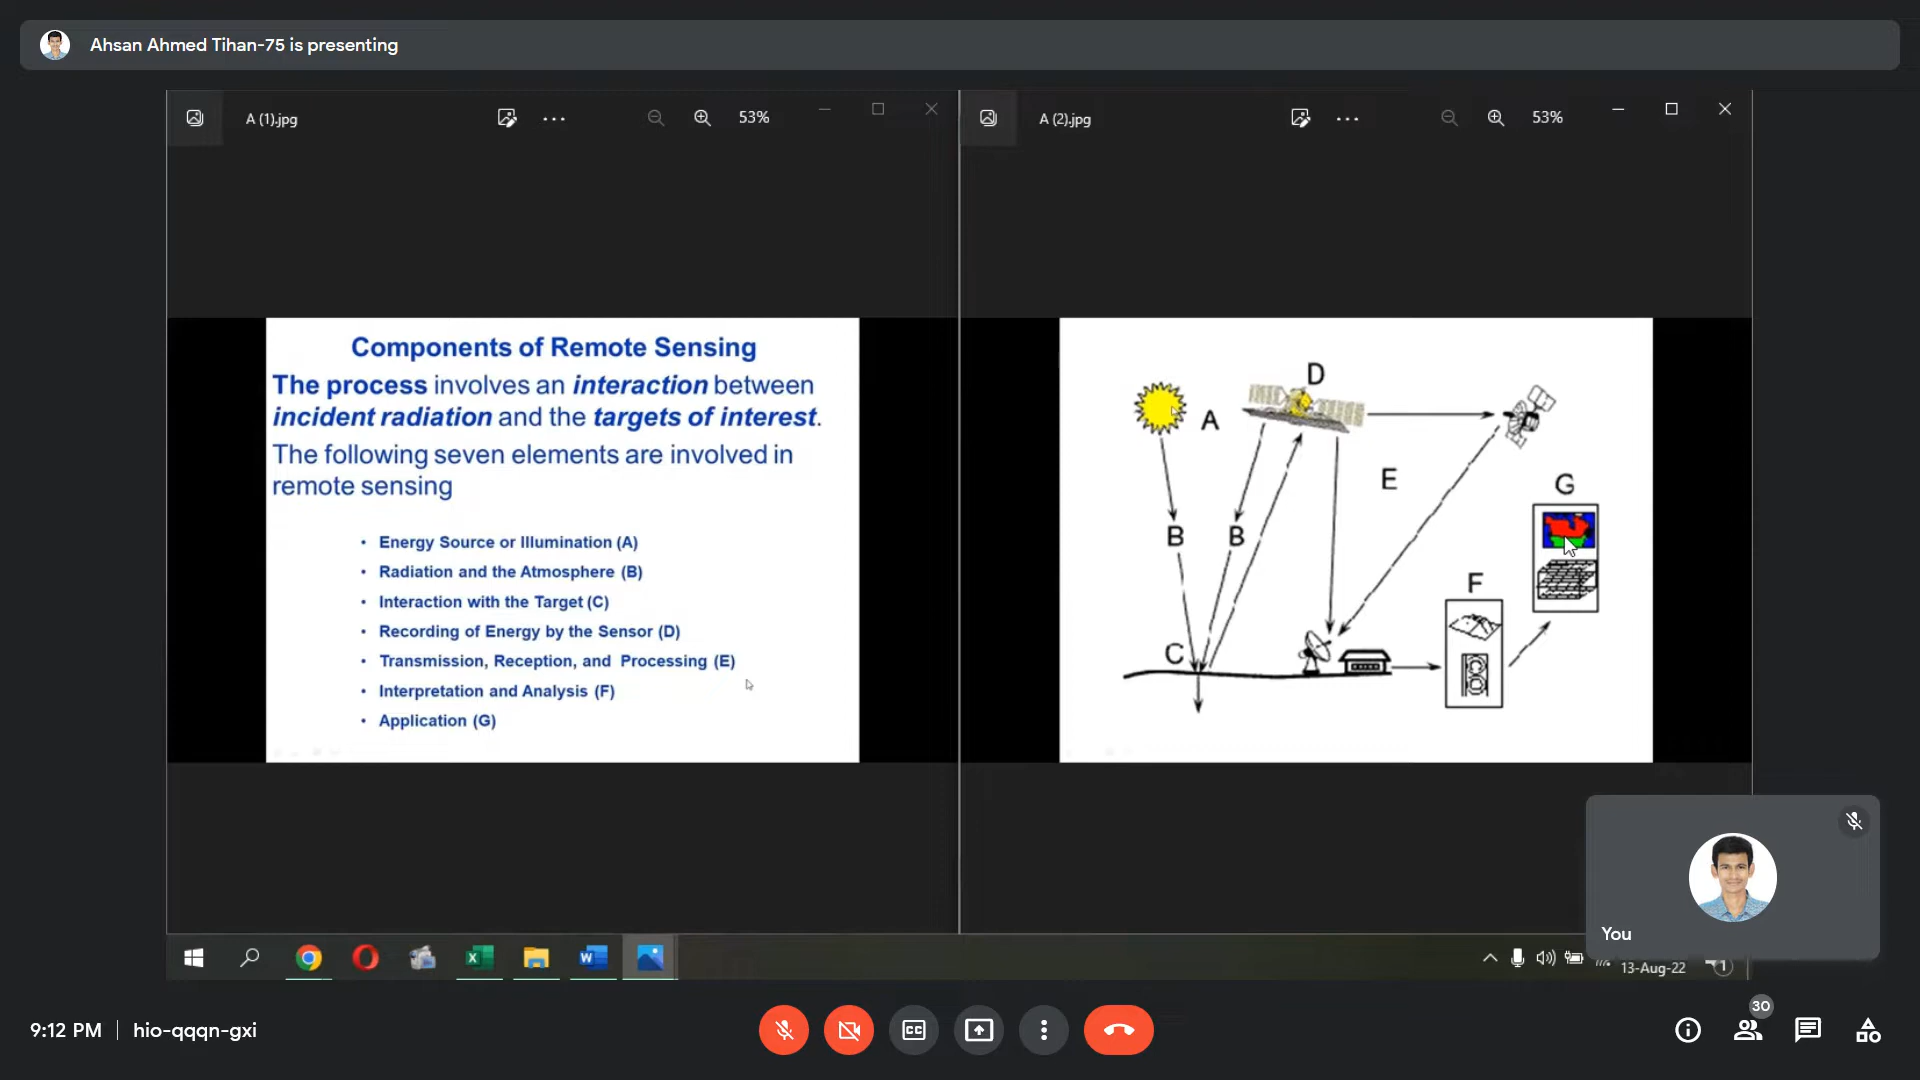 Ahsan Ahmed Tihan-75 is presenting
A (1).jpg
53%
A (2).jpg
53%
Components of Remote Sensing
The process involves an interaction between
incident radiation and the targets of interest.
The following seven elements are involved in
remote sensing
• Energy Source or Illumination (A)
• Radiation and the Atmosphere (B)
• Interaction with the Target (C)
• Recording of Energy by the Sensor (D)
• Transmission, Reception, and Processing (E)
• Interpretation and Analysis (F)
• Application (G)
D
A
E
G
B
B
F
C
You
13-Aug-22
1
9:12 PM
hio-qqqn-gxi
CC
30